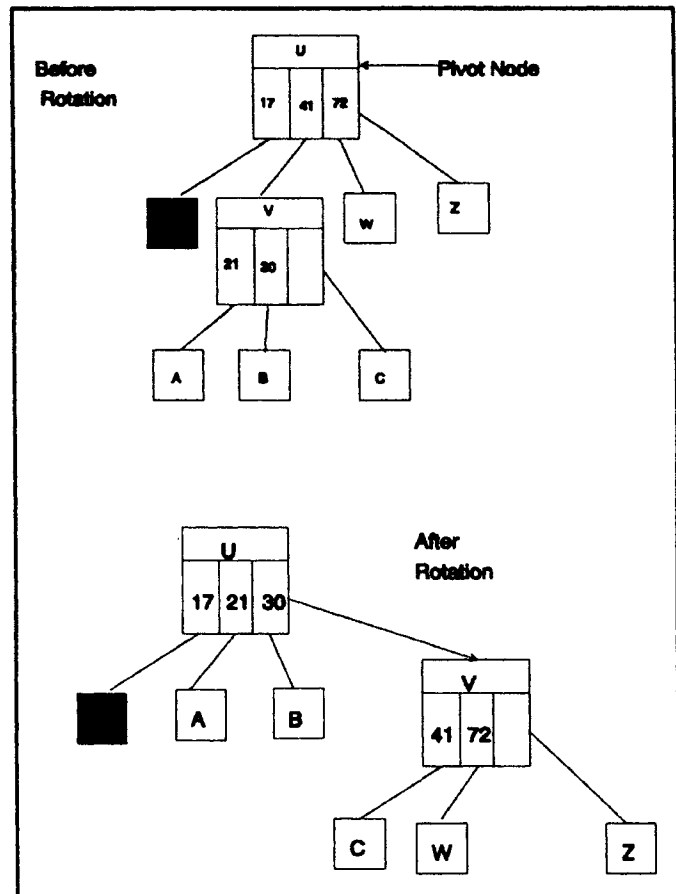 U
Before
Rotation
Pivot Node
17 41 72
Z
V
W
21 30
A B C
U
After
Rotation
17 21 30
V
A B
41 72
C W Z